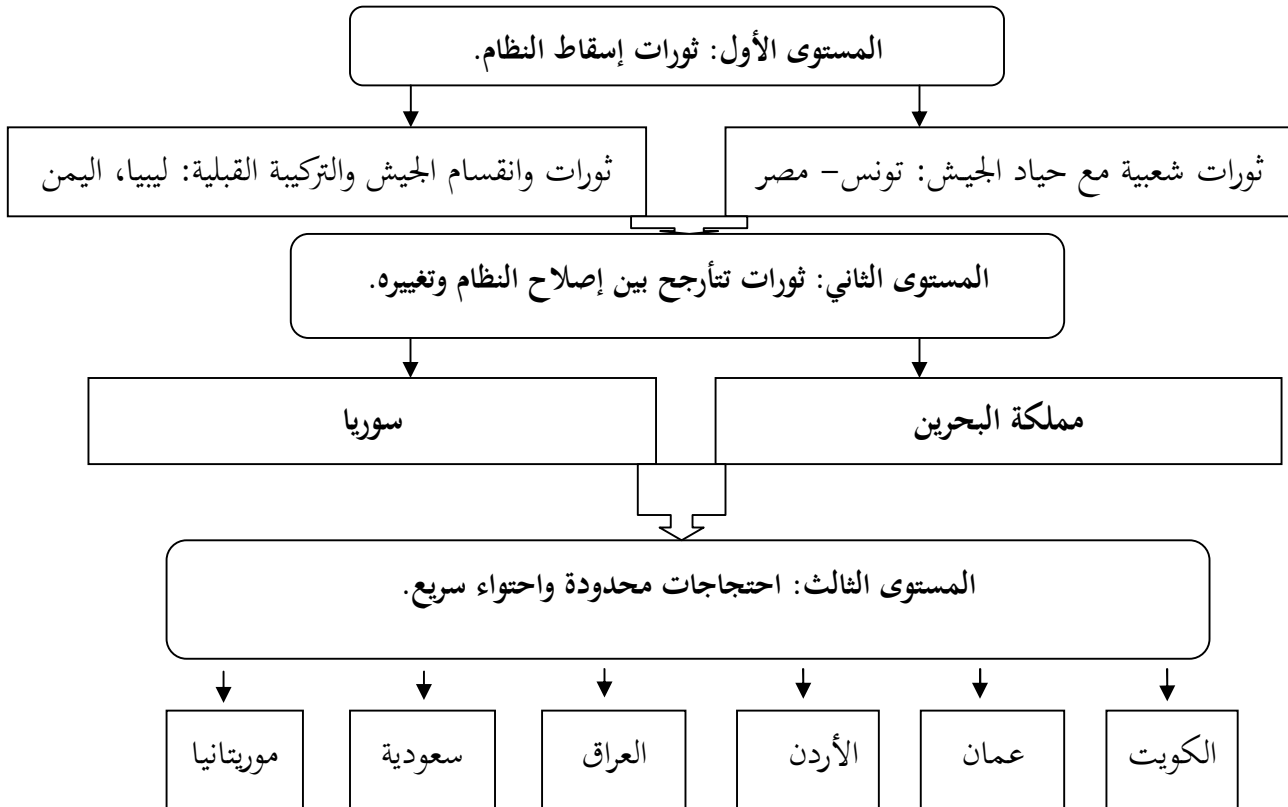 المستوى الأول: ثورات إسقاط النظام.
ثورات شعبية مع حياد الجيش: تونس– مصر
ثورات وانقسام الجيش والتركيبة القبلية: ليبيا، اليمن
المستوى الثاني: ثورات تتأرجح بين إصلاح النظام وتغييره.
مملكة البحرين
سوريا
المستوى الثالث: احتجاجات محدودة واحتواء سريع.
الكويت
عمان
الأردن
العراق
سعودية
موريتانيا